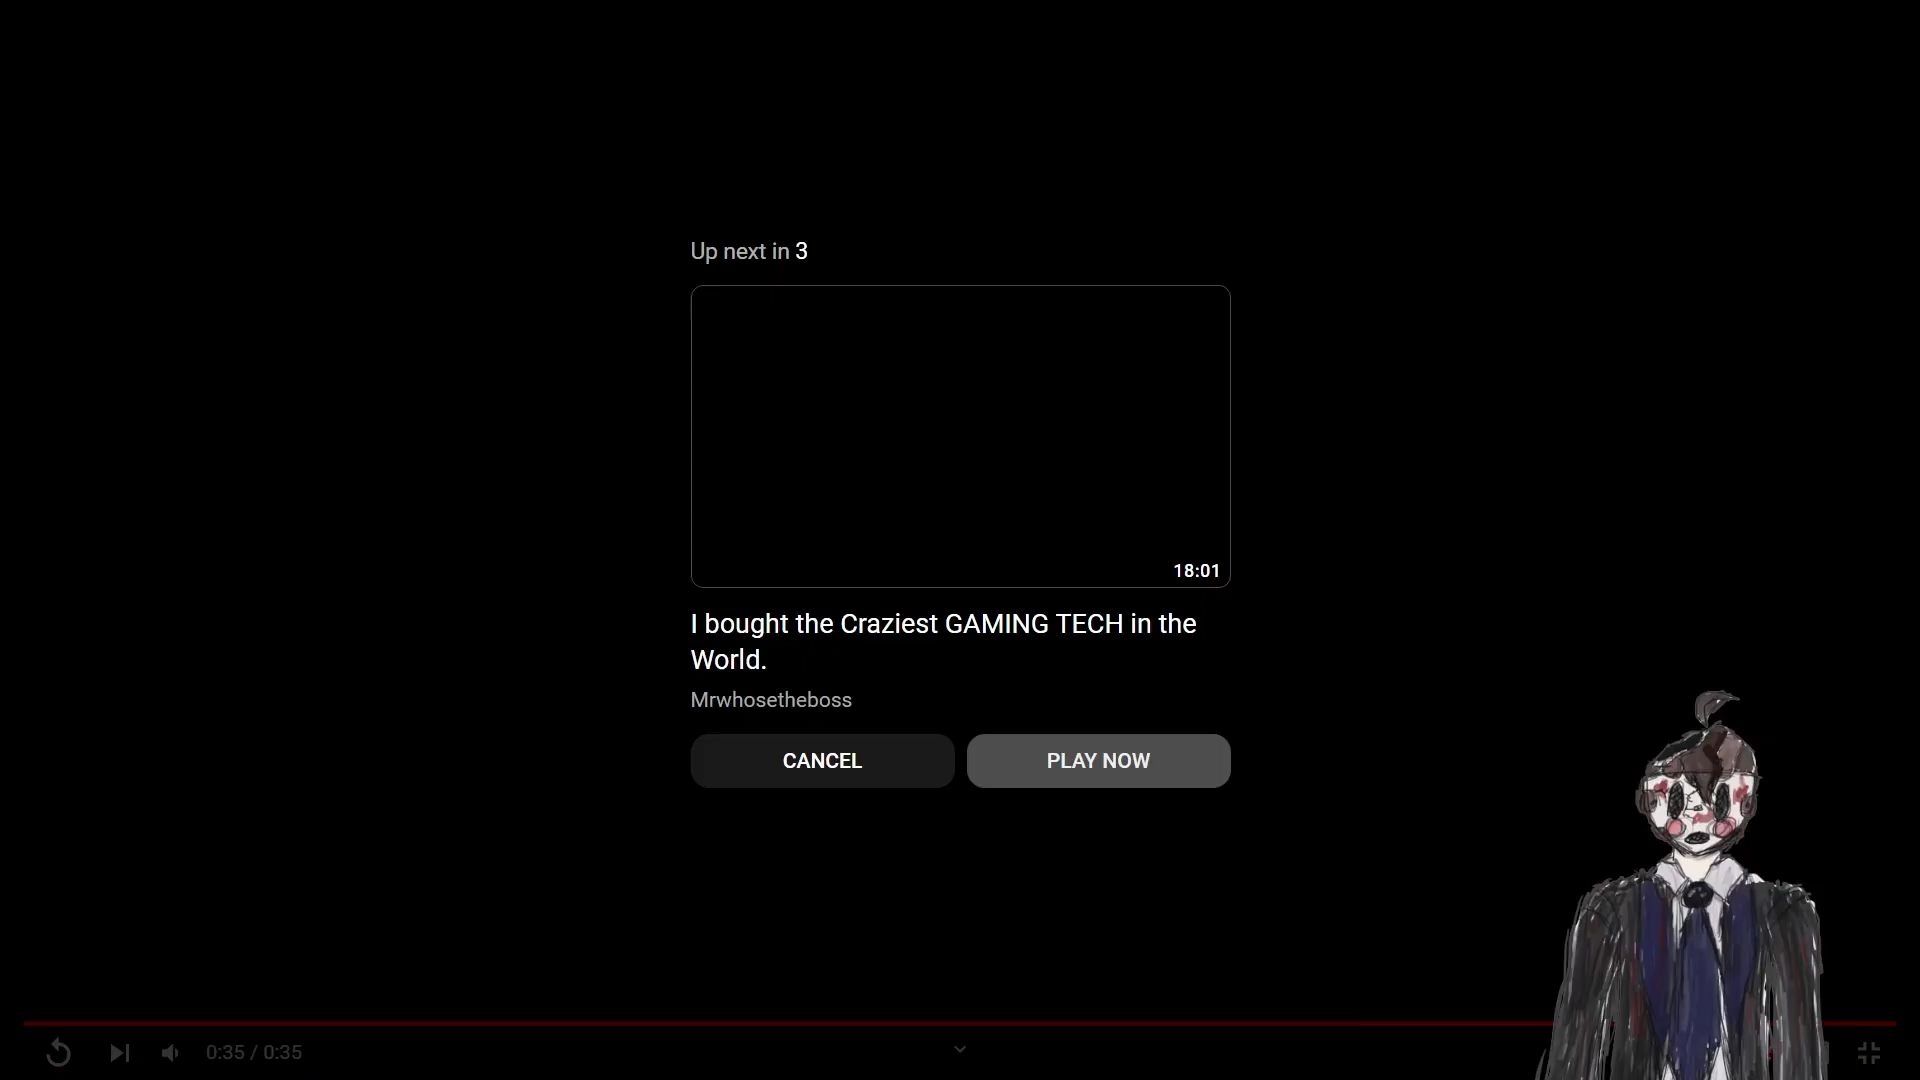 Up next in 3
18:01
I bought the Craziest GAMING TECH in the
World.
Mrwhosetheboss
CANCEL
PLAY NOW
0:35 / 0:35